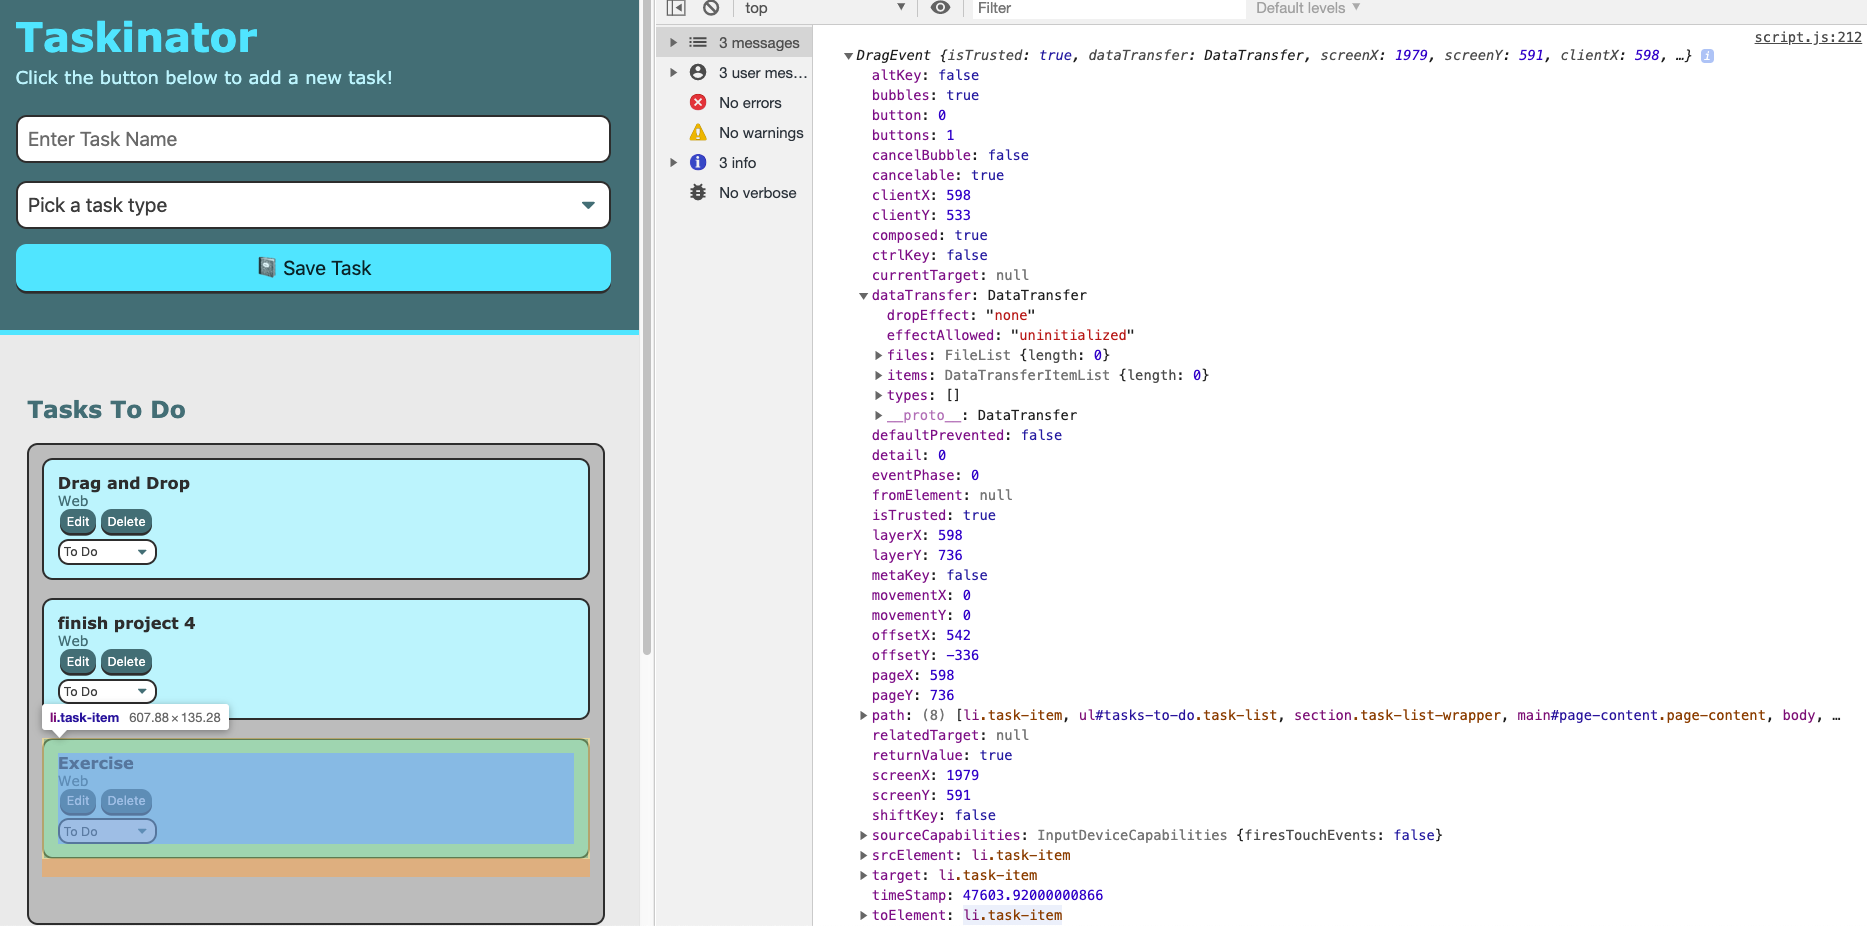 Taskinator
Click the button below to add a new task!
Enter Task Name
Pick a task type
Save Task
Tasks To Do
Drag and Drop
Web
Edit Delete
To Do
finish project 4
Web
Edit Delete
To Do
li.task-item 607.88 × 135.28
Exercise
Web
Edit Delete
To Do
top
Filter
Default levels
3 messages
3 user mes...
No errors
No warnings
3 info
No verbose
script.js:212
DragEvent {isTrusted: true, dataTransfer: DataTransfer, screenX: 1979, screenY: 591, clientX: 598, …}
altKey: false
bubbles: true
button: 0
buttons: 1
cancelBubble: false
cancelable: true
clientX: 598
clientY: 533
composed: true
ctrlKey: false
currentTarget: null
dataTransfer: DataTransfer
dropEffect: "none"
effectAllowed: "uninitialized"
files: FileList {length: 0}
items: DataTransferItemList {length: 0}
types: []
__proto__: DataTransfer
defaultPrevented: false
detail: 0
eventPhase: 0
fromElement: null
isTrusted: true
layerX: 598
layerY: 736
metaKey: false
movementX: 0
movementY: 0
offsetX: 542
offsetY: -336
pageX: 598
pageY: 736
path: (8) [li.task-item, ul#tasks-to-do.task-list, section.task-list-wrapper, main#page-content.page-content, body, …
relatedTarget: null
returnValue: true
screenX: 1979
screenY: 591
shiftKey: false
sourceCapabilities: InputDeviceCapabilities {firesTouchEvents: false}
srcElement: li.task-item
target: li.task-item
timeStamp: 47603.92000000866
toElement: li.task-item